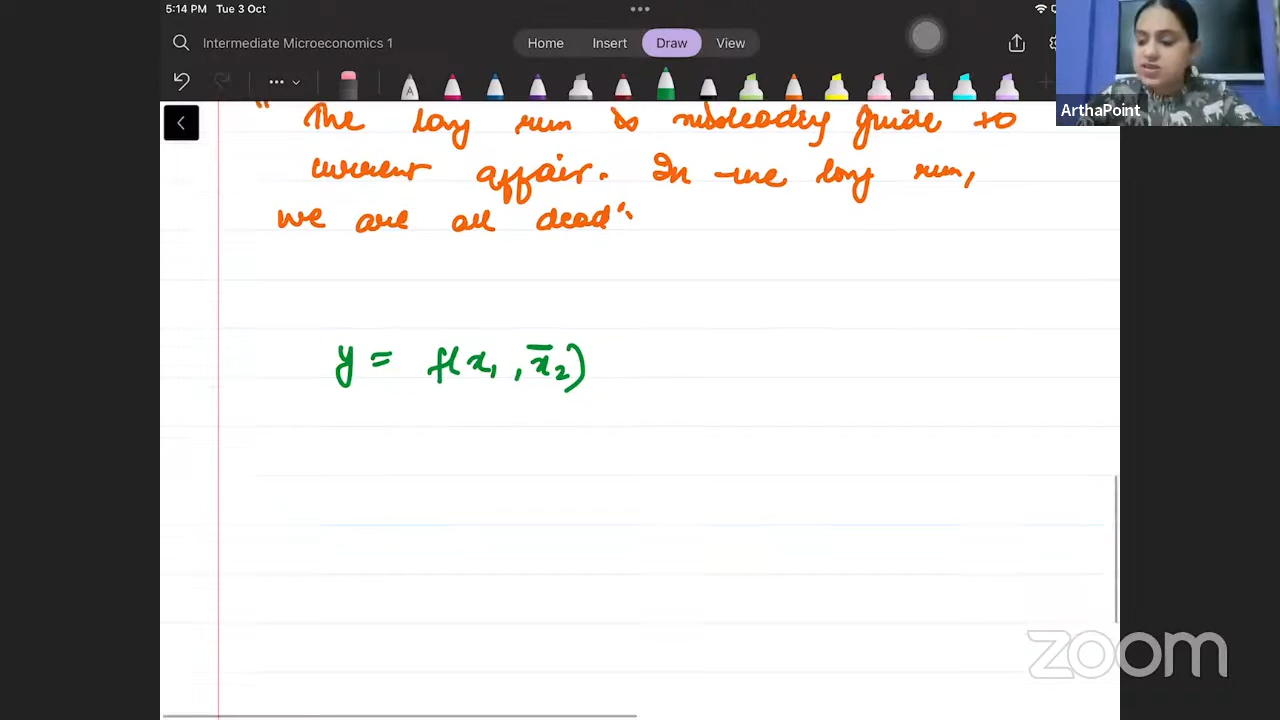 5:14 PM Tue 3 Oct
Intermediate Microeconomics 1
Home Insert Draw View
ArthaPoint
" The long run is misleading guide to
current affair. In the long run,
we are all dead".
y = f(x₁, x̄₂)
zoom